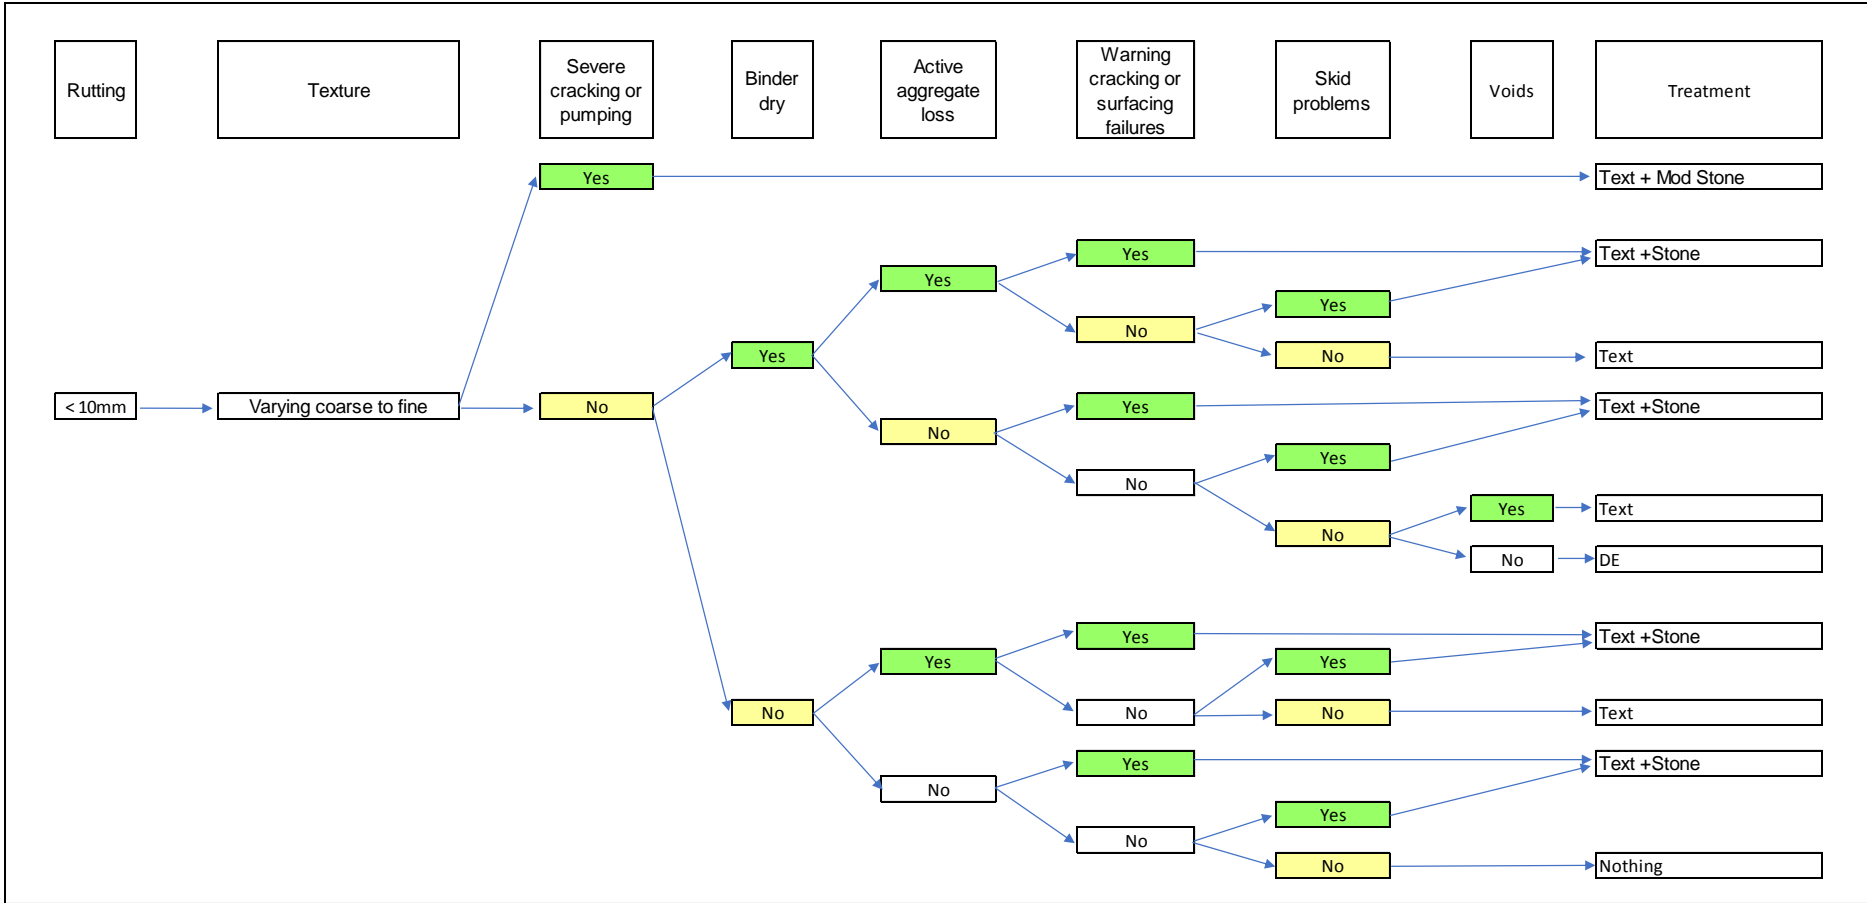 Rutting
Texture
Severe
cracking or
pumping
Binder
dry
Active
aggregate
loss
Warning
cracking or
surfacing
failures
Skid
problems
Voids
Treatment
Yes
Text + Mod Stone
Yes
Text +Stone
Yes
Yes
No
Yes
No
Text
< 10mm
Varying coarse to fine
No
Yes
Text +Stone
No
Yes
No
Yes
Text
No
No
DE
Yes
Text +Stone
Yes
Yes
No
No
No
Text
Yes
Text +Stone
No
Yes
No
No
Nothing